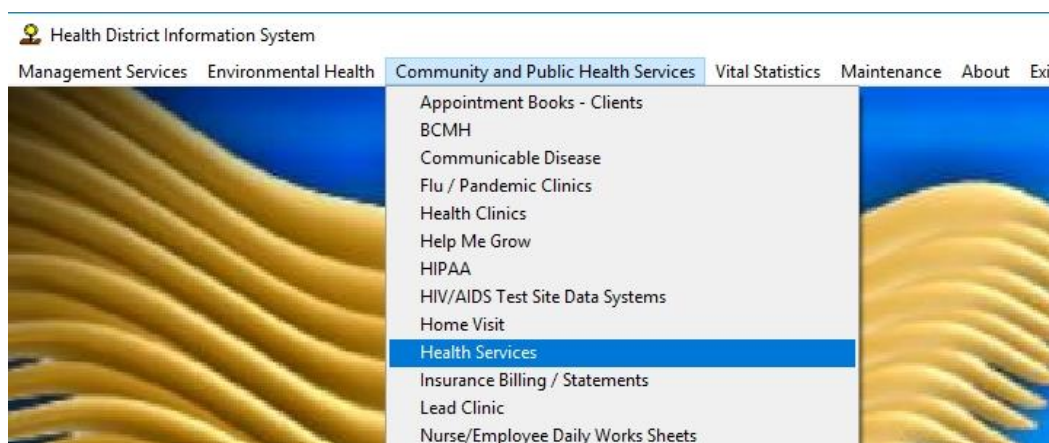 Health District Information System
Management Services Environmental Health Community and Public Health Services Vital Statistics Maintenance About
Appointment Books - Clients
BCMH
Communicable Disease
Flu / Pandemic Clinics
Health Clinics
Help Me Grow
HIPAA
HIV/AIDS Test Site Data Systems
Home Visit
Health Services
Insurance Billing / Statements
Lead Clinic
Nurse/Employee Daily Works Sheets